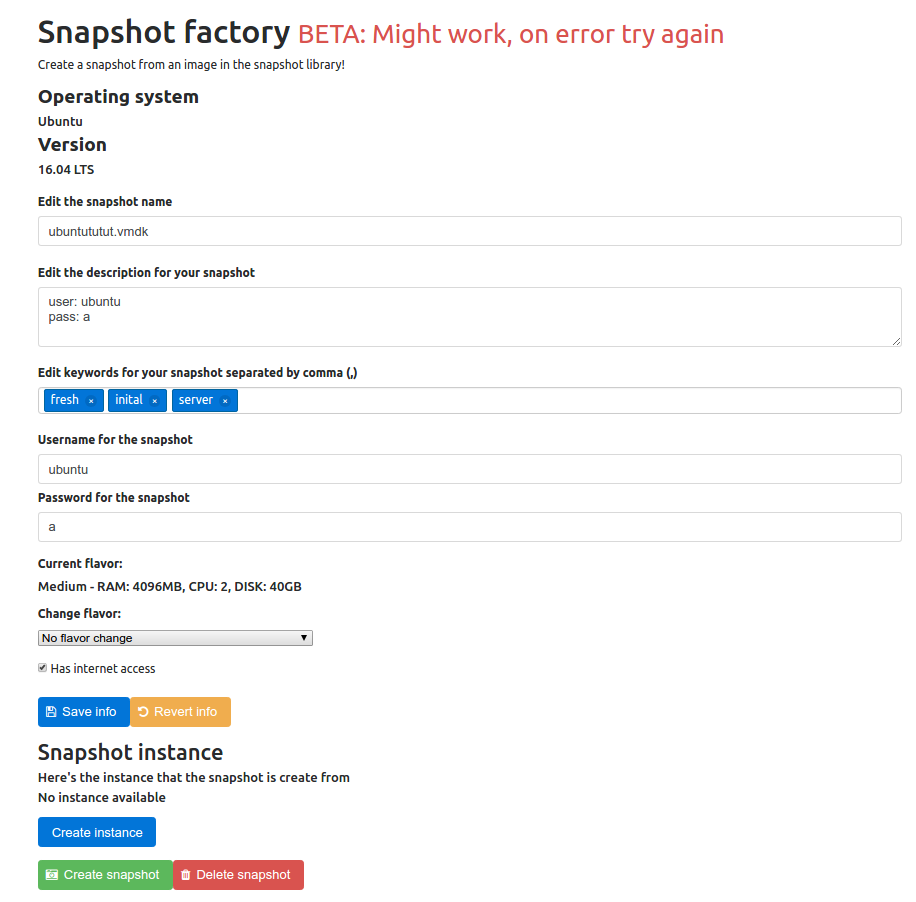 Snapshot factory BETA: Might work, on error try again
Create a snapshot from an image in the snapshot library!
Operating system
Ubuntu
Version
16.04 LTS
Edit the snapshot name
ubuntututut.vmdk
Edit the description for your snapshot
user: ubuntu
pass: a
Edit keywords for your snapshot separated by comma (,)
fresh × inital × server ×
Username for the snapshot
ubuntu
Password for the snapshot
a
Current flavor:
Medium - RAM: 4096MB, CPU: 2, DISK: 40GB
Change flavor:
No flavor change
Has internet access
Save info Revert info
Snapshot instance
Here's the instance that the snapshot is create from
No instance available
Create instance
Create snapshot Delete snapshot